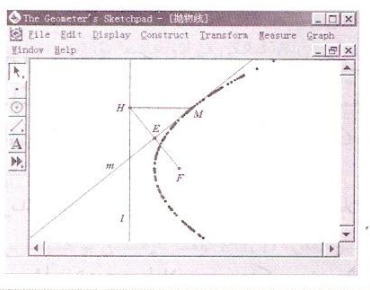 The Geometer's Sketchpad - [抛物线]
File Edit Display Construct Transform Measure Graph
Window Help
H
M
E
m
F
l
A